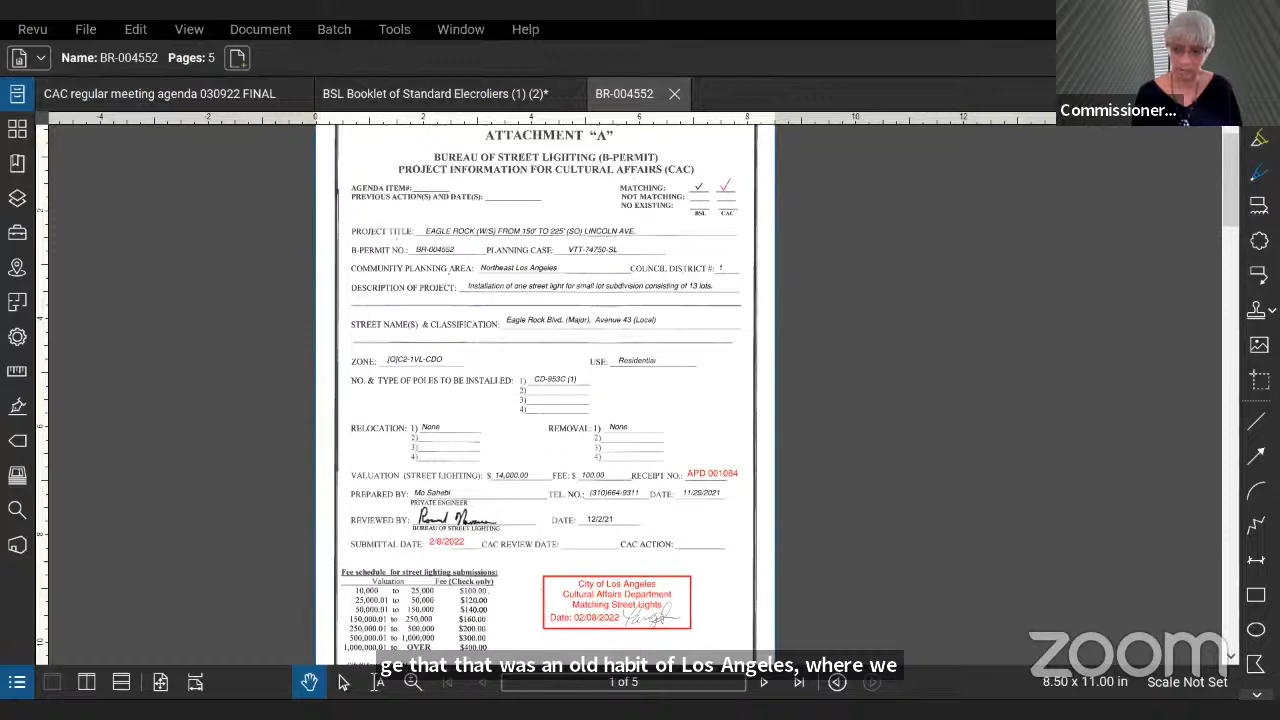 Revu File Edit View Document Batch Tools Window Help
Name: BR-004552 Pages: 5
CAC regular meeting agenda 030922 FINAL BSL Booklet of Standard Elecroliers (1) (2)* BR-004552
Commissioner...
-4 -2 0 2 4 6 8 10 12
ATTACHMENT "A"
BUREAU OF STREET LIGHTING (B-PERMIT)
PROJECT INFORMATION FOR CULTURAL AFFAIRS (CAC)
AGENDA ITEM#: MATCHING: ✓ ✓
PREVIOUS ACTION(S) AND DATE(S): NOT MATCHING:
NO EXISTING:
BSL CAC
PROJECT TITLE: EAGLE ROCK (W/S) FROM 150' TO 225' (SO) LINCOLN AVE.
B-PERMIT NO.: BR-004552 PLANNING CASE: VTT-74750-SL
COMMUNITY PLANNING AREA: Northeast Los Angeles COUNCIL DISTRICT #: 1
DESCRIPTION OF PROJECT: Installation of one street light for small lot subdivision consisting of 13 lots.
STREET NAME(S) & CLASSIFICATION: Eagle Rock Blvd. (Major), Avenue 43 (Local)
ZONE: [Q]C2-1VL-CDO USE: Residential
NO. & TYPE OF POLES TO BE INSTALLED: 1) CD-953C (1)
2)
3)
4)
RELOCATION: 1) None REMOVAL: 1) None
2) 2)
3) 3)
4) 4)
VALUATION (STREET LIGHTING): $ 14,000.00 FEE: $ 100.00 RECEIPT NO.: APD 001084
PREPARED BY: Mo Sahebi TEL. NO.: (310)664-9311 DATE: 11/29/2021
PRIVATE ENGINEER
REVIEWED BY: DATE: 12/2/21
BUREAU OF STREET LIGHTING
SUBMITTAL DATE: 2/8/2022 CAC REVIEW DATE: CAC ACTION:
Fee schedule for street lighting submissions:
Valuation Fee (Check only)
10,000 to 25,000 $100.00
25,000.01 to 50,000 $120.00
50,000.01 to 150,000 $140.00
150,000.01 to 250,000 $160.00
250,000.01 to 500,000 $200.00
500,000.01 to 1,000,000 $300.00
1,000,000.01 to OVER $400.00
City of Los Angeles
Cultural Affairs Department
Matching Street Lights
Date: 02/08/2022
ge that that was an old habit of Los Angeles, where we
zoom
1 of 5
8.50 x 11.00 in Scale Not Set